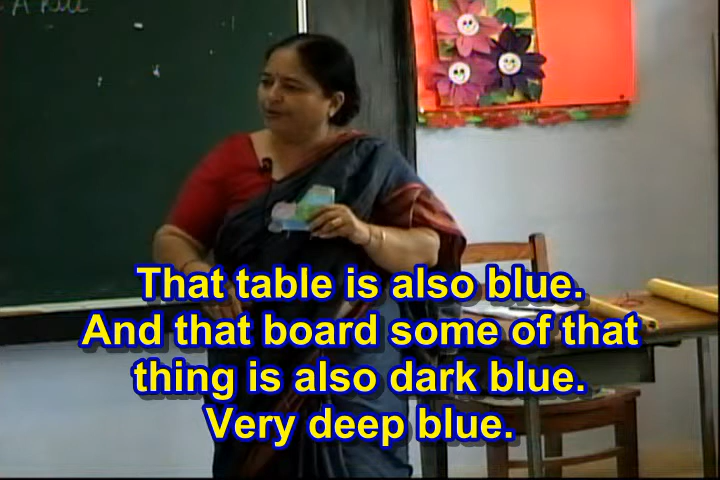 A
That table is also blue.
And that board some of that
thing is also dark blue.
Very deep blue.